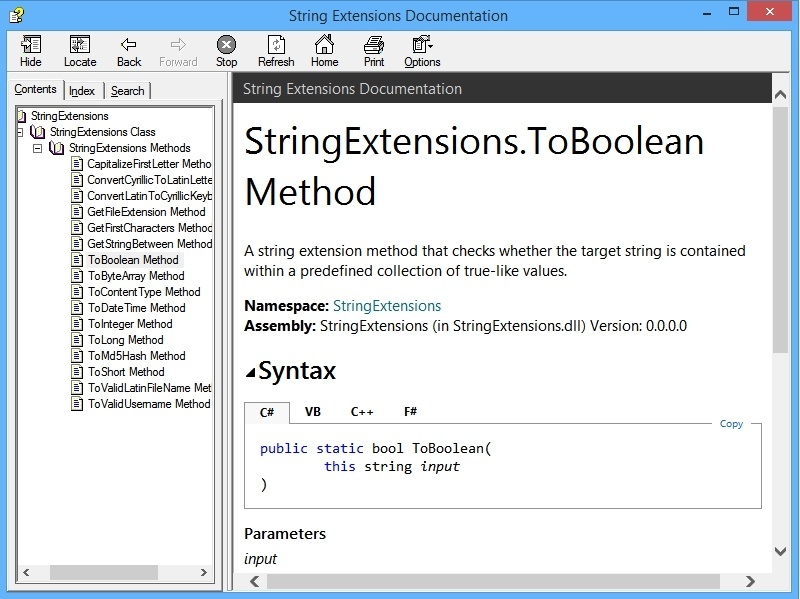 String Extensions Documentation
Hide Locate Back Forward Stop Refresh Home Print Options
Contents Index Search
StringExtensions
StringExtensions Class
StringExtensions Methods
CapitalizeFirstLetter Metho
ConvertCyrillicToLatinLette
ConvertLatinToCyrillicKeyb
GetFileExtension Method
GetFirstCharacters Method
GetStringBetween Method
ToBoolean Method
ToByteArray Method
ToContentType Method
ToDateTime Method
ToInteger Method
ToLong Method
ToMd5Hash Method
ToShort Method
ToValidLatinFileName Met
ToValidUsername Method
String Extensions Documentation
StringExtensions.ToBoolean
Method
A string extension method that checks whether the target string is contained
within a predefined collection of true-like values.
Namespace: StringExtensions
Assembly: StringExtensions (in StringExtensions.dll) Version: 0.0.0.0
Syntax
C# VB C++ F#
Copy
public static bool ToBoolean(
this string input
)
Parameters
input